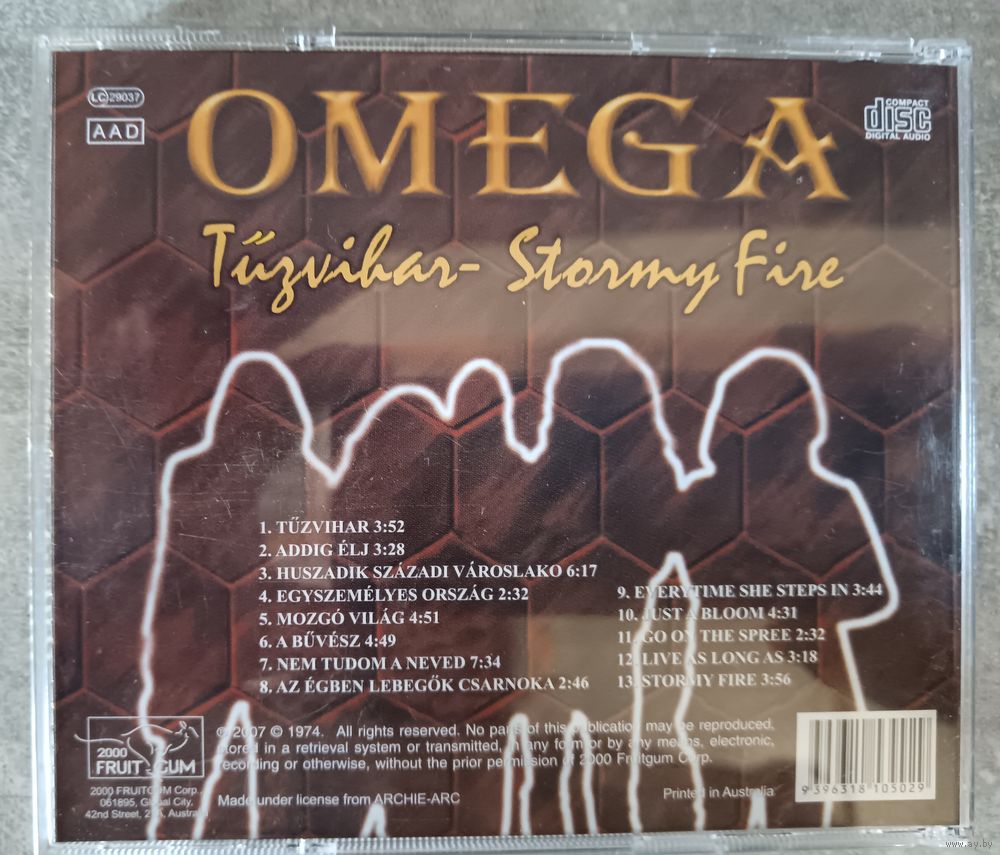 LC 29037
AAD
OMEGA
COMPACT
disc
DIGITAL AUDIO
Tűzvihar- Stormy Fire
1. TŰZVIHAR 3:52
2. ADDIG ÉLJ 3:28
3. HUSZADIK SZÁZADI VÁROSLAKO 6:17
4. EGYSZEMÉLYES ORSZÁG 2:32
5. MOZGÓ VILÁG 4:51
6. A BŰVÉSZ 4:49
7. NEM TUDOM A NEVED 7:34
8. AZ ÉGBEN LEBEGŐK CSARNOKA 2:46
9. EVERYTIME SHE STEPS IN 3:44
10. JUST A BLOOM 4:31
11. GO ON THE SPREE 2:32
12. LIVE AS LONG AS 3:18
13. STORMY FIRE 3:56
2000
FRUIT-GUM
2000 FRUITGUM Corp.,
061895, Global City,
42nd Street, Australia
℗ 2007 © 1974. All rights reserved. No parts of this publication may be reproduced,
stored in a retrieval system or transmitted, in any form or by any means, electronic,
recording or otherwise, without the prior permission of 2000 Fruitgum Corp.
Made under license from ARCHIE-ARC
Printed in Australia
9 396318 105029
www.ay.by